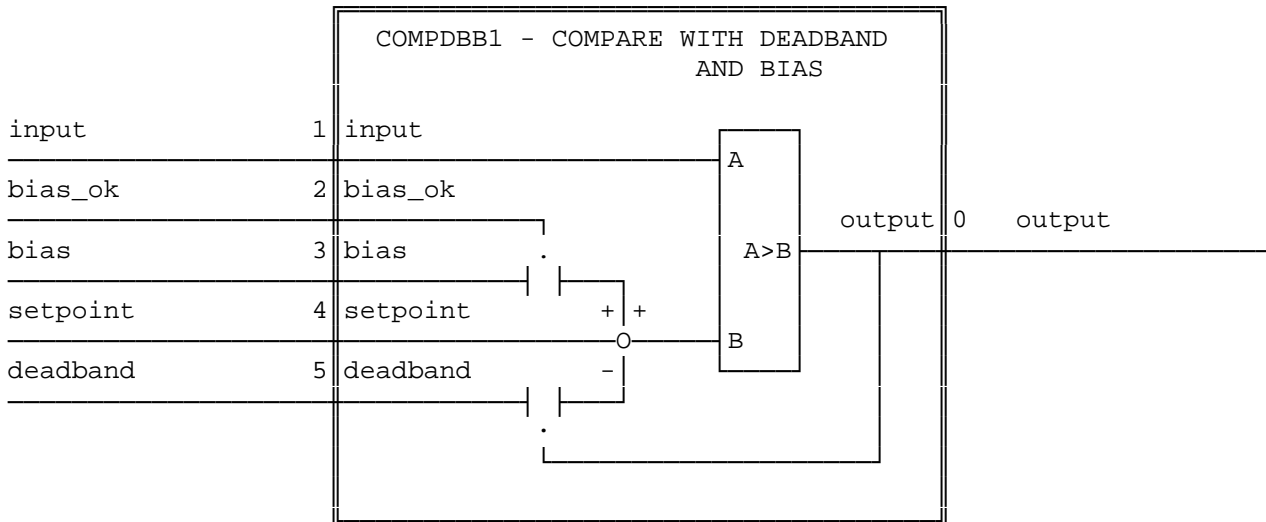 COMPDBB1 - COMPARE WITH DEADBAND
AND BIAS
input 1 input
A
bias_ok 2 bias_ok
output 0 output
bias 3 bias A>B
setpoint 4 setpoint + +
O B
deadband 5 deadband -